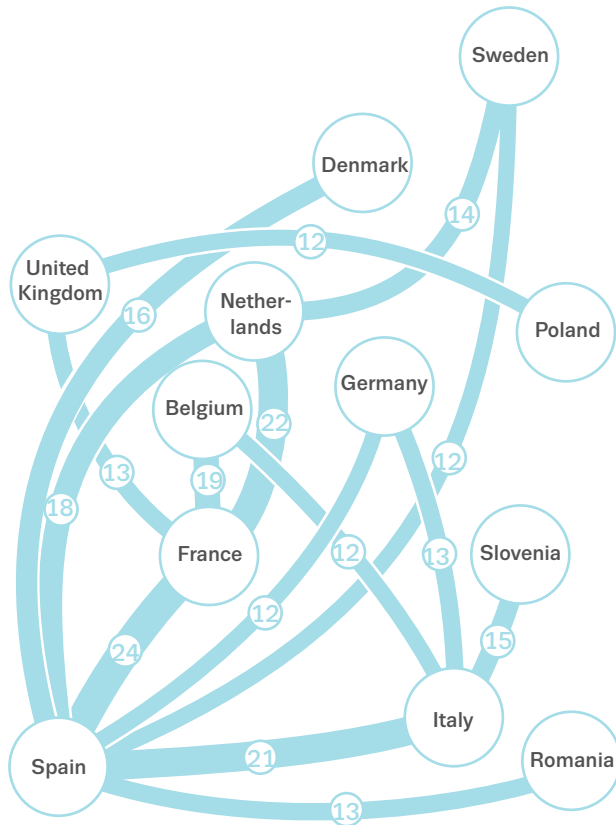 Sweden
Denmark
14
12
United
Kingdom
16
Nether-
lands
Poland
Germany
Belgium
22
12
13
19
18
12
13
Slovenia
France
12
15
24
Italy
21
Spain
Romania
13